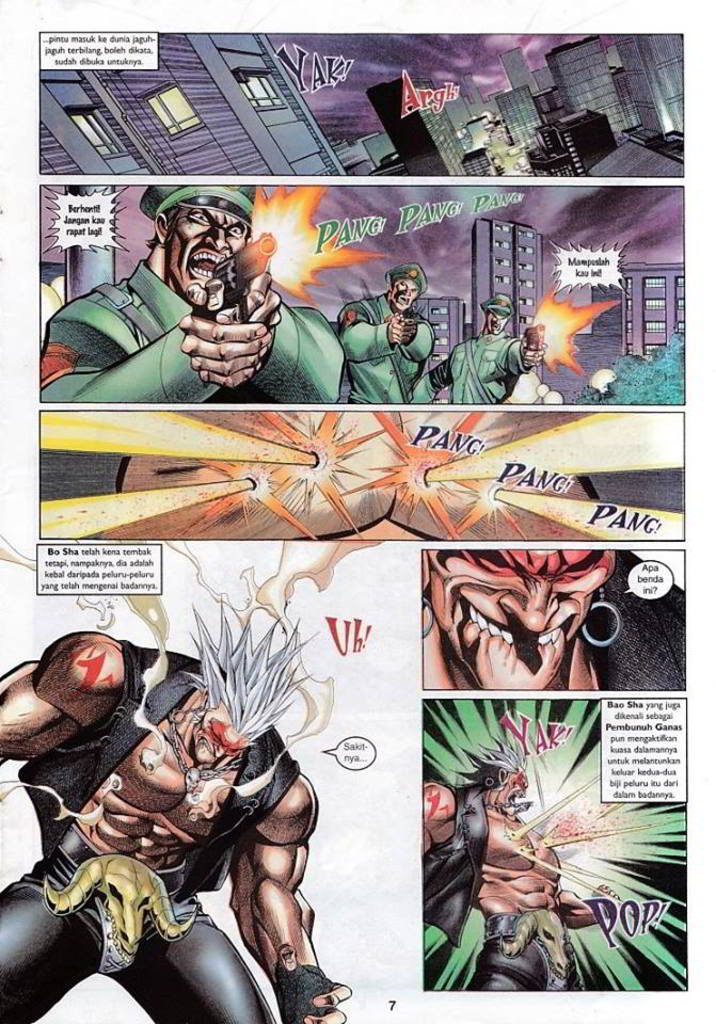 ...pintu masuk ke dunia jaguh-
jaguh terbilang, boleh dikata,
sudah dibuka untuknya.
YAK!
Argh!
Berhenti!
Jangan kau
rapat lagi!
PANG! PANG! PANG!
Mampuslah
kau ini!
PANG!
PANG!
PANG!
Bo Sha telah kena tembak
tetapi, nampaknya, dia adalah
kebal daripada peluru-peluru
yang telah mengenai badannya.
Uh!
Sakit-
nya...
Apa
benda
ini?
Bao Sha yang juga
dikenali sebagai
Pembunuh Ganas
pun mengaktifkan
kuasa dalamannya
untuk melantunkan
keluar kedua-dua
biji peluru itu dari
dalam badannya.
YAK!
POP!
7